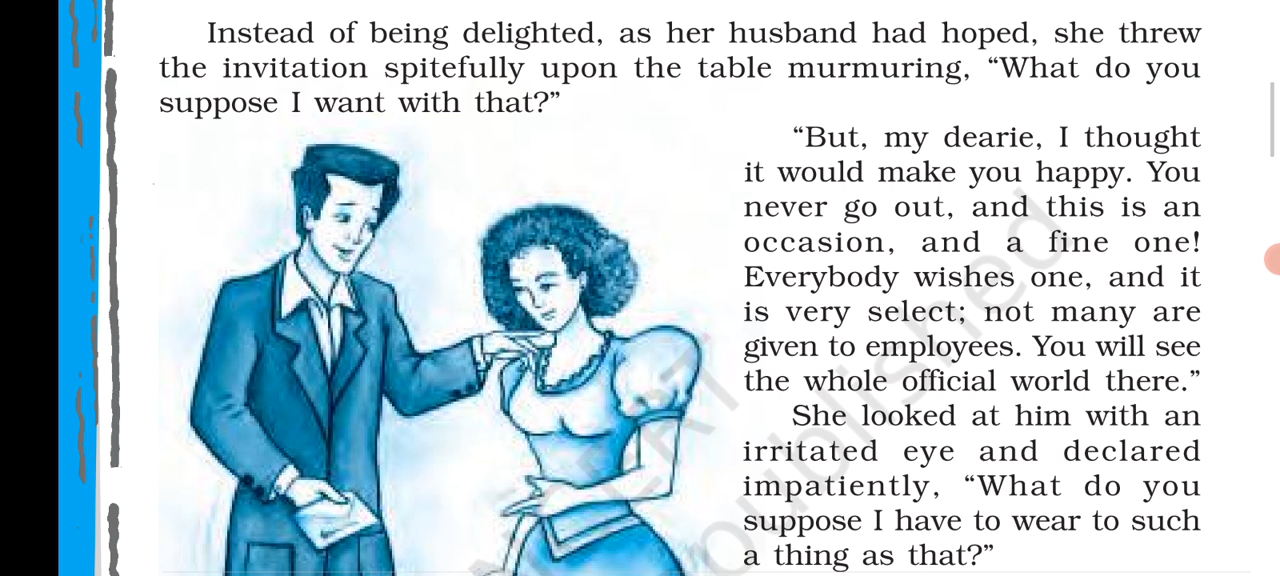 Instead of being delighted, as her husband had hoped, she threw
the invitation spitefully upon the table murmuring, “What do you
suppose I want with that?”
“But, my dearie, I thought
it would make you happy. You
never go out, and this is an
occasion, and a fine one!
Everybody wishes one, and it
is very select; not many are
given to employees. You will see
the whole official world there.”
She looked at him with an
irritated eye and declared
impatiently, “What do you
suppose I have to wear to such
a thing as that?”